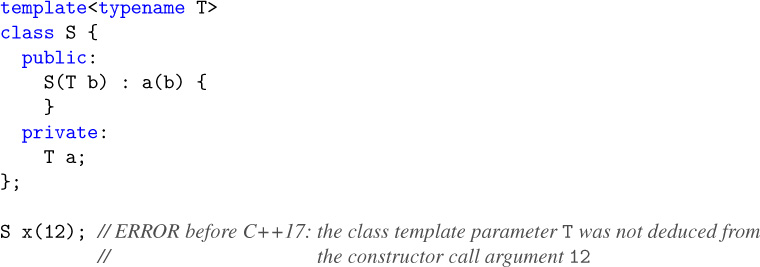 template<typename T>
class S {
  public:
    S(T b) : a(b) {
    }
  private:
    T a;
};

S x(12); // ERROR before C++17: the class template parameter T was not deduced from
         //                     the constructor call argument 12